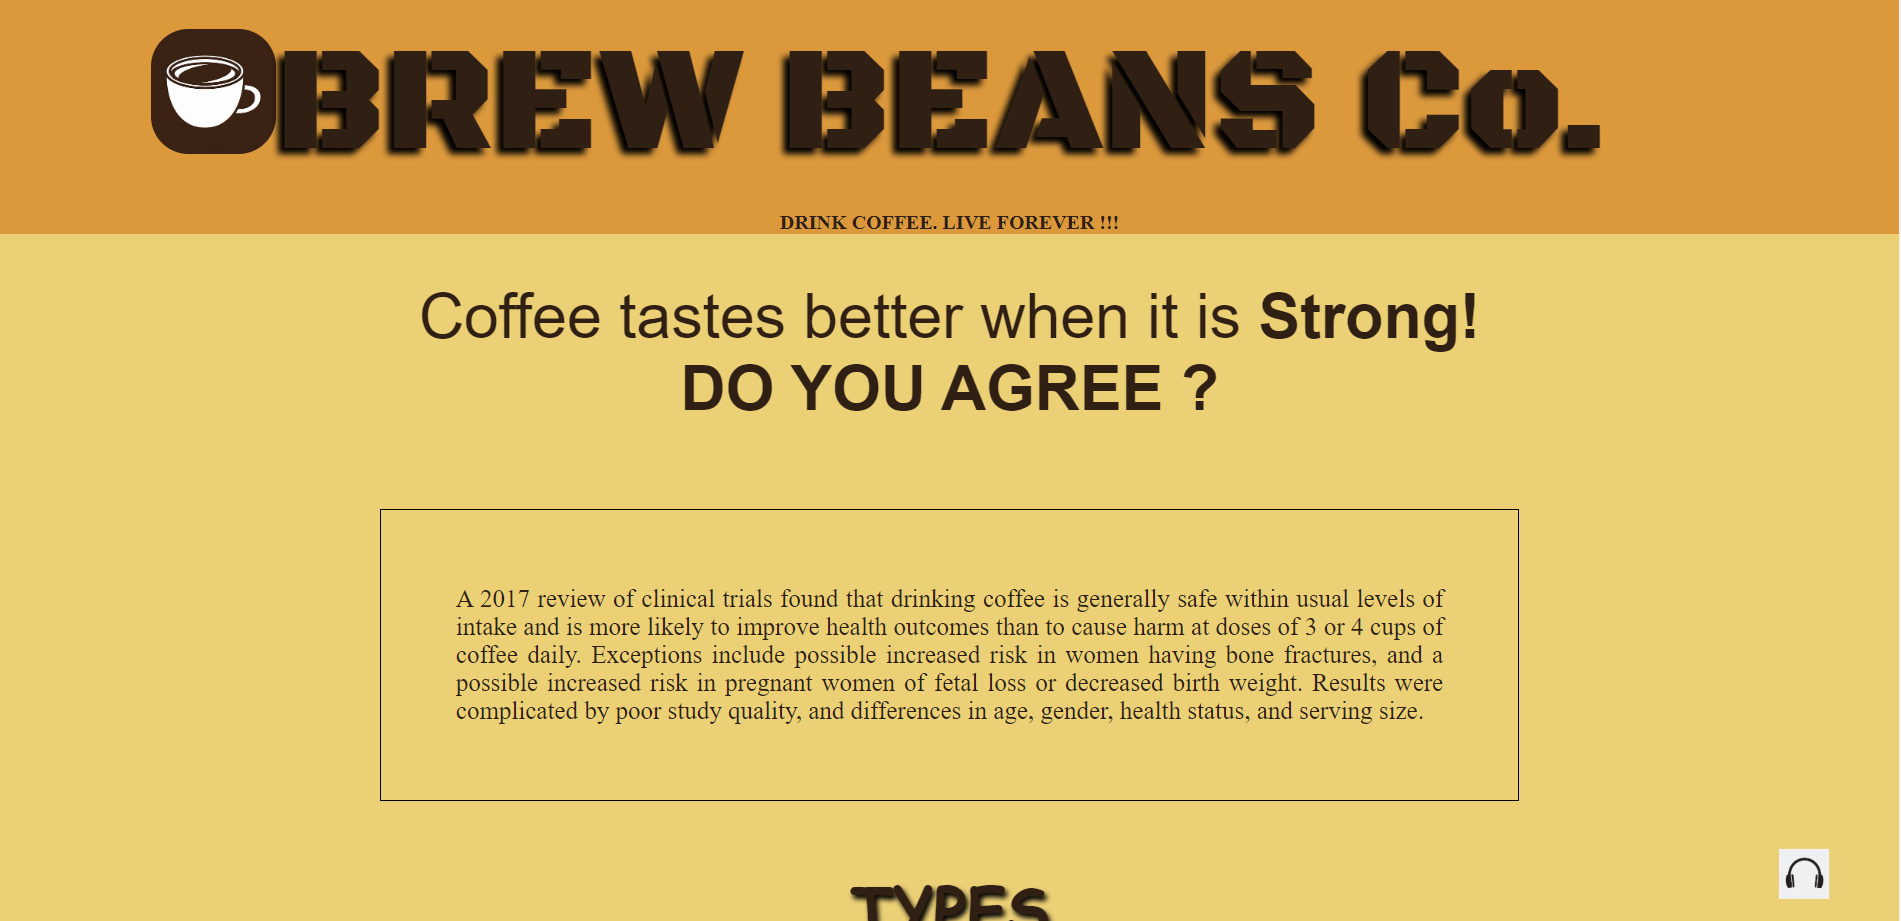 BREW BEANS Co.
DRINK COFFEE. LIVE FOREVER !!!
Coffee tastes better when it is Strong!
DO YOU AGREE ?
A 2017 review of clinical trials found that drinking coffee is generally safe within usual levels of
intake and is more likely to improve health outcomes than to cause harm at doses of 3 or 4 cups of
coffee daily. Exceptions include possible increased risk in women having bone fractures, and a
possible increased risk in pregnant women of fetal loss or decreased birth weight. Results were
complicated by poor study quality, and differences in age, gender, health status, and serving size.
TYPES